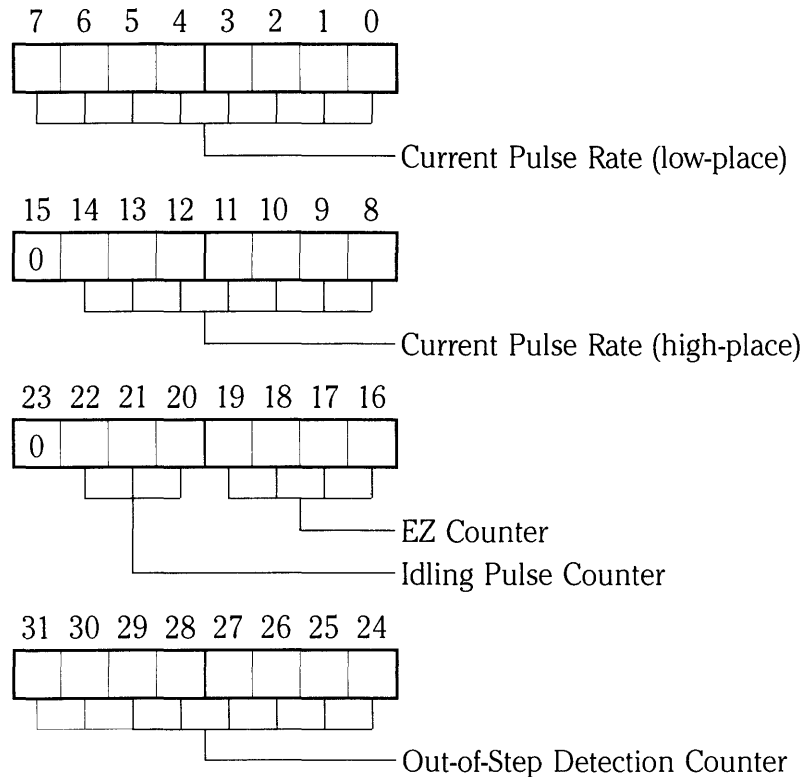 7 6 5 4 3 2 1 0
Current Pulse Rate (low-place)
15 14 13 12 11 10 9 8
0
Current Pulse Rate (high-place)
23 22 21 20 19 18 17 16
0
EZ Counter
Idling Pulse Counter
31 30 29 28 27 26 25 24
Out-of-Step Detection Counter